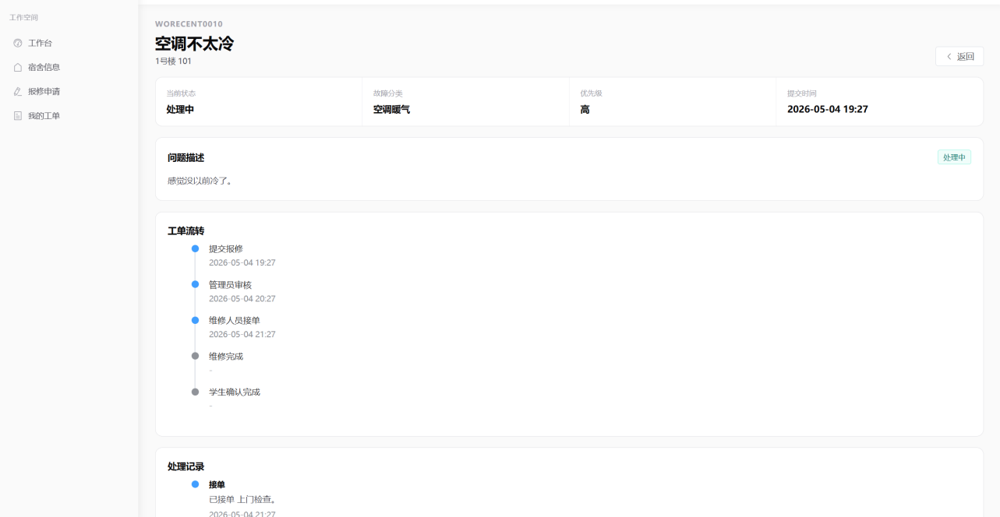 工作空间
工作台
宿舍信息
报修申请
我的工单
WORECENT0010
空调不太冷
1号楼 101
返回
当前状态
处理中
故障分类
空调暖气
优先级
高
提交时间
2026-05-04 19:27
问题描述
处理中
感觉没以前冷了。
工单流转
提交报修
2026-05-04 19:27
管理员审核
2026-05-04 20:27
维修人员接单
2026-05-04 21:27
维修完成
-
学生确认完成
-
处理记录
接单
已接单 上门检查。
2026-05-04 21:27